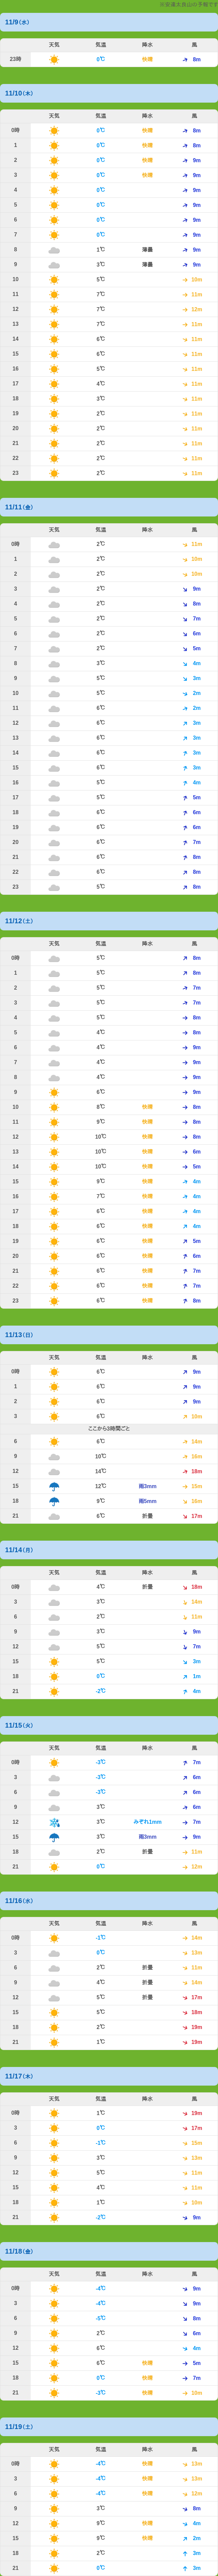 の予報です
11/9(水)
天気 気温 降水 風
23時 0℃ 快晴 8m
11/10(木)
天気 気温 降水 風
0時 0℃ 快晴 8m
1 0℃ 快晴 8m
2 0℃ 快晴 9m
3 0℃ 快晴 9m
4 0℃ 9m
5 0℃ 9m
6 0℃ 9m
7 0℃ 9m
8 1℃ 薄曇 9m
9 3℃ 薄曇 9m
10 5℃ 10m
11 7℃ 11m
12 7℃ 11m
13 7℃ 11m
14 6℃ 11m
15 6℃ 11m
16 5℃ 11m
17 4℃ 11m
18 3℃ 11m
19 2℃ 11m
20 2℃ 11m
21 2℃ 11m
22 2℃ 11m
23 2℃ 11m
11/11(金)
天気 気温 降水 風
0時 2℃ 11m
1 2℃ 10m
2 2℃ 10m
3 2℃ 9m
4 2℃ 8m
5 2℃ 7m
6 2℃ 6m
7 2℃ 5m
8 3℃ 4m
9 5℃ 3m
10 5℃ 2m
11 6℃ 2m
12 6℃ 3m
13 6℃ 3m
14 6℃ 3m
15 6℃ 3m
16 5℃ 4m
17 5℃ 5m
18 6℃ 6m
19 6℃ 6m
20 6℃ 7m
21 6℃ 8m
22 6℃ 8m
23 5℃ 8m
11/12(土)
天気 気温 降水 風
0時 5℃ 8m
1 5℃ 8m
2 5℃ 7m
3 5℃ 7m
4 5℃ 8m
5 4℃ 8m
6 4℃ 9m
7 4℃ 9m
8 4℃ 9m
9 6℃ 9m
10 8℃ 快晴 8m
11 9℃ 快晴 8m
12 10℃ 快晴 8m
13 10℃ 快晴 6m
14 10℃ 快晴 5m
15 9℃ 快晴 4m
16 7℃ 快晴 4m
17 6℃ 快晴 4m
18 6℃ 快晴 4m
19 6℃ 快晴 5m
20 6℃ 快晴 6m
21 6℃ 快晴 7m
22 6℃ 快晴 7m
23 6℃ 快晴 8m
11/13(日)
天気 気温 降水 風
0時 6℃ 9m
1 6℃ 9m
2 6℃ 9m
3 6℃ 10m
ここから3時間ごと
6 6℃ 14m
9 10℃ 16m
12 14℃ 18m
15 12℃ 雨3mm 15m
18 9℃ 雨5mm 16m
21 6℃ 折曇 17m
11/14(月)
天気 気温 降水 風
0時 4℃ 折曇 18m
3 3℃ 14m
6 2℃ 11m
9 3℃ 9m
12 5℃ 7m
15 5℃ 3m
18 0℃ 1m
21 -2℃ 4m
11/15(火)
天気 気温 降水 風
0時 -3℃ 7m
3 -3℃ 6m
6 -3℃ 6m
9 3℃ 6m
12 3℃ みぞれ1mm 7m
15 3℃ 雨3mm 9m
18 2℃ 折曇 11m
21 0℃ 12m
11/16(水)
天気 気温 降水 風
0時 -1℃ 14m
3 0℃ 13m
6 2℃ 折曇 11m
9 4℃ 折曇 14m
12 5℃ 折曇 17m
15 5℃ 18m
18 2℃ 19m
21 1℃ 19m
11/17(木)
天気 気温 降水 風
0時 1℃ 19m
3 0℃ 17m
6 -1℃ 15m
9 3℃ 13m
12 5℃ 11m
15 4℃ 11m
18 1℃ 10m
21 -2℃ 9m
11/18(金)
天気 気温 降水 風
0時 -4℃ 9m
3 -4℃ 9m
6 -5℃ 8m
9 2℃ 6m
12 6℃ 4m
15 6℃ 快晴 5m
18 0℃ 快晴 7m
21 -3℃ 快晴 10m
11/19(土)
天気 気温 降水 風
0時 -4℃ 快晴 13m
3 -4℃ 快晴 13m
6 -4℃ 快晴 12m
9 3℃ 8m
12 9℃ 快晴 4m
15 9℃ 快晴 2m
18 2℃ 3m
21 0℃ 3m